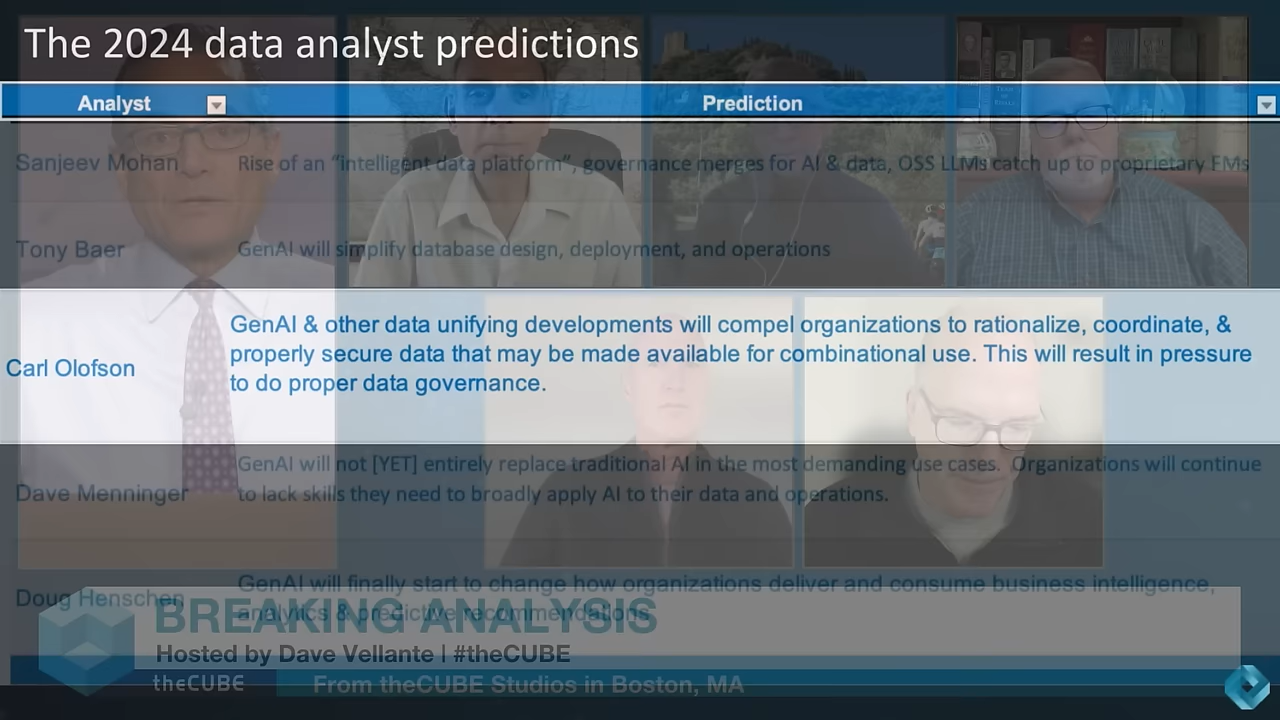 The 2024 data analyst predictions
Analyst Prediction
Sanjeev Mohan Rise of an “intelligent data platform”, governance merges for AI & data, OSS LLMs catch up to proprietary FMs
Tony Baer GenAI will simplify database design, deployment, and operations
GenAI & other data unifying developments will compel organizations to rationalize, coordinate, &
properly secure data that may be made available for combinational use. This will result in pressure
Carl Olofson
to do proper data governance.
GenAI will not [YET] entirely replace traditional AI in the most demanding use cases. Organizations will continue
Dave Menninger to lack skills they need to broadly apply AI to their data and operations.
GenAI will finally start to change how organizations deliver and consume business intelligence,
Doug Henschen
analytics & predictive recommendations
BREAKING ANALYSIS
Hosted by Dave Vellante | #theCUBE
theCUBE From theCUBE Studios in Boston, MA